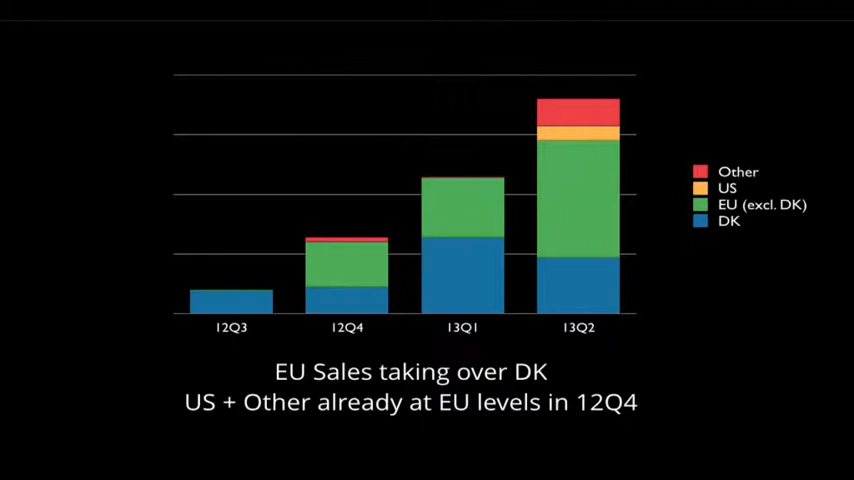 Other
US
EU (excl. DK)
DK
12Q3 12Q4 13Q1 13Q2
EU Sales taking over DK
US + Other already at EU levels in 12Q4